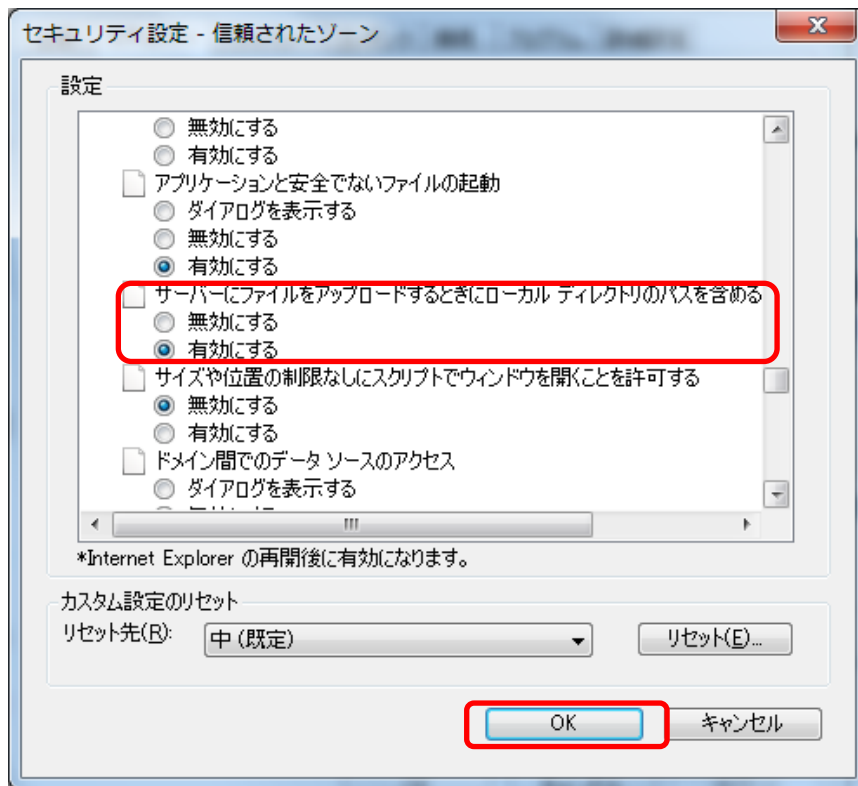 セキュリティ設定 - 信頼されたゾーン
設定
無効にする
有効にする
アプリケーションと安全でないファイルの起動
ダイアログを表示する
無効にする
有効にする
サーバーにファイルをアップロードするときにローカル ディレクトリのパスを含める
無効にする
有効にする
サイズや位置の制限なしにスクリプトでウィンドウを開くことを許可する
無効にする
有効にする
ドメイン間でのデータ ソースのアクセス
ダイアログを表示する
*Internet Explorer の再開後に有効になります。
カスタム設定のリセット
リセット先(R): 中 (既定) リセット(E)...
OK キャンセル